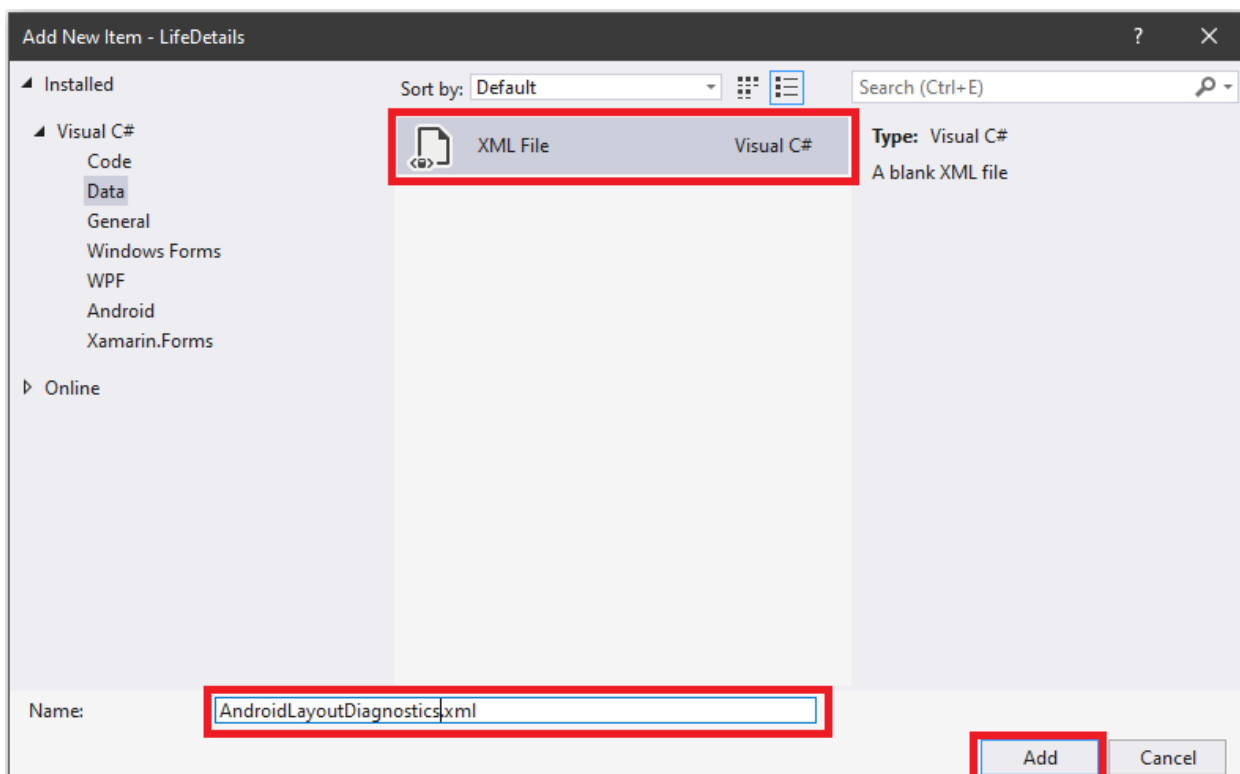 Add New Item - LifeDetails
Installed
Visual C#
Code
Data
General
Windows Forms
WPF
Android
Xamarin.Forms
Online
Sort by: Default
Search (Ctrl+E)
XML File Visual C#
Type: Visual C#
A blank XML file
Name: AndroidLayoutDiagnostics.xml
Add Cancel